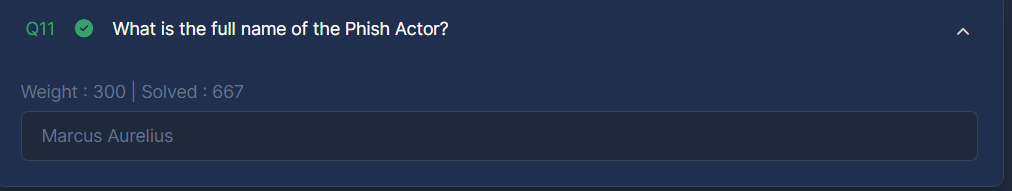 Q11 What is the full name of the Phish Actor?
Weight : 300 | Solved : 667
Marcus Aurelius